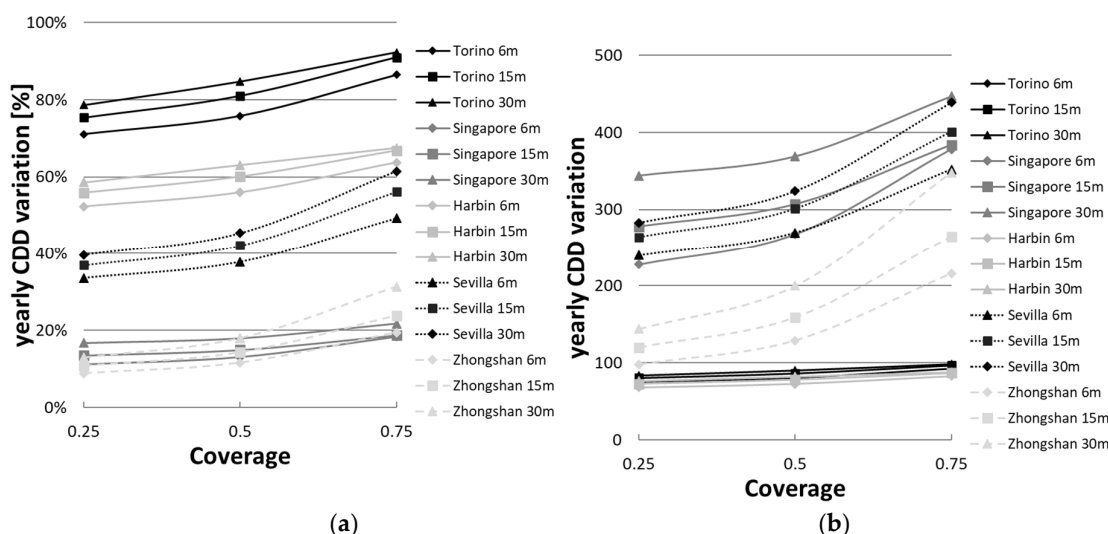 100%
80%
60%
40%
20%
0%
yearly CDD variation [%]
0.25
0.5
0.75
Coverage
Torino 6m
Torino 15m
Torino 30m
Singapore 6m
Singapore 15m
Singapore 30m
Harbin 6m
Harbin 15m
Harbin 30m
Sevilla 6m
Sevilla 15m
Sevilla 30m
Zhongshan 6m
Zhongshan 15m
Zhongshan 30m
(a)
500
400
300
200
100
0
yearly CDD variation
0.25
0.5
0.75
Coverage
Torino 6m
Torino 15m
Torino 30m
Singapore 6m
Singapore 15m
Singapore 30m
Harbin 6m
Harbin 15m
Harbin 30m
Sevilla 6m
Sevilla 15m
Sevilla 30m
Zhongshan 6m
Zhongshan 15m
Zhongshan 30m
(b)